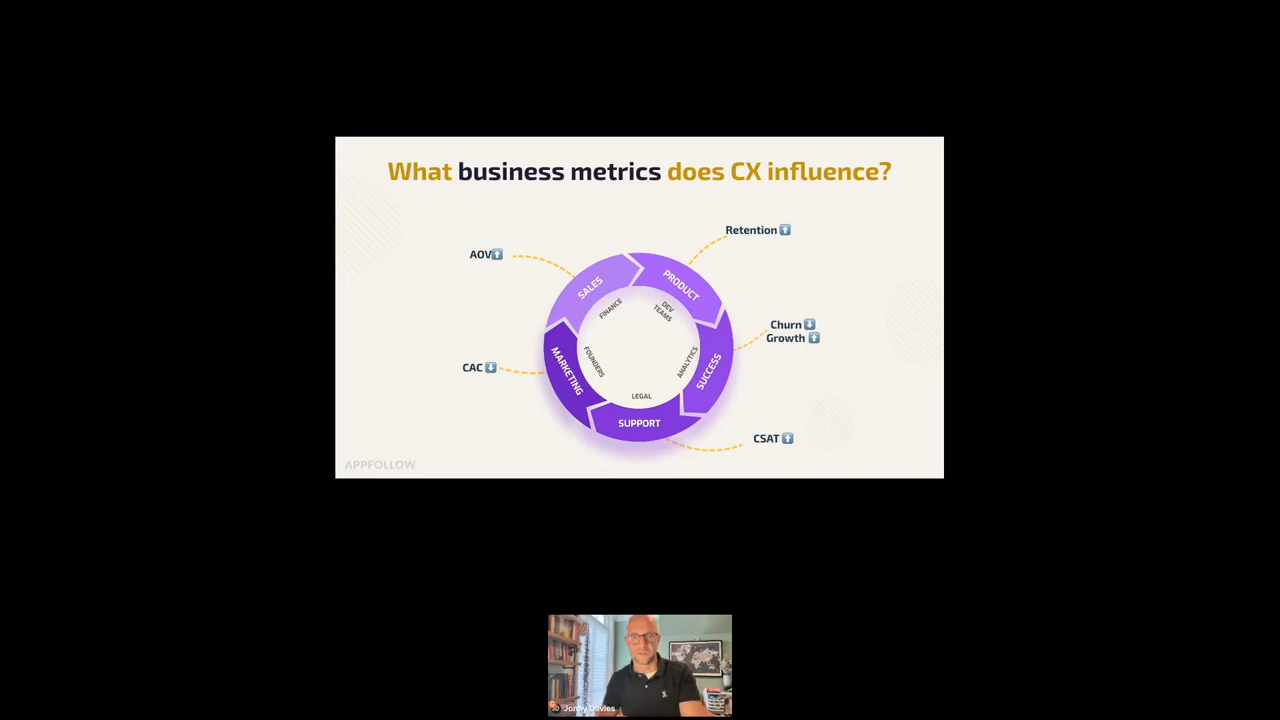 What business metrics does CX influence?
Retention ⬆️
AOV⬆️
SALES
PRODUCT
FINANCE
DEV
TEAMS
Churn ⬇️
Growth ⬆️
FOUNDERS
ANALYTICS
MARKETING
SUCCESS
CAC ⬇️
LEGAL
SUPPORT
CSAT ⬆️
APPFOLLOW
Jonny Davies